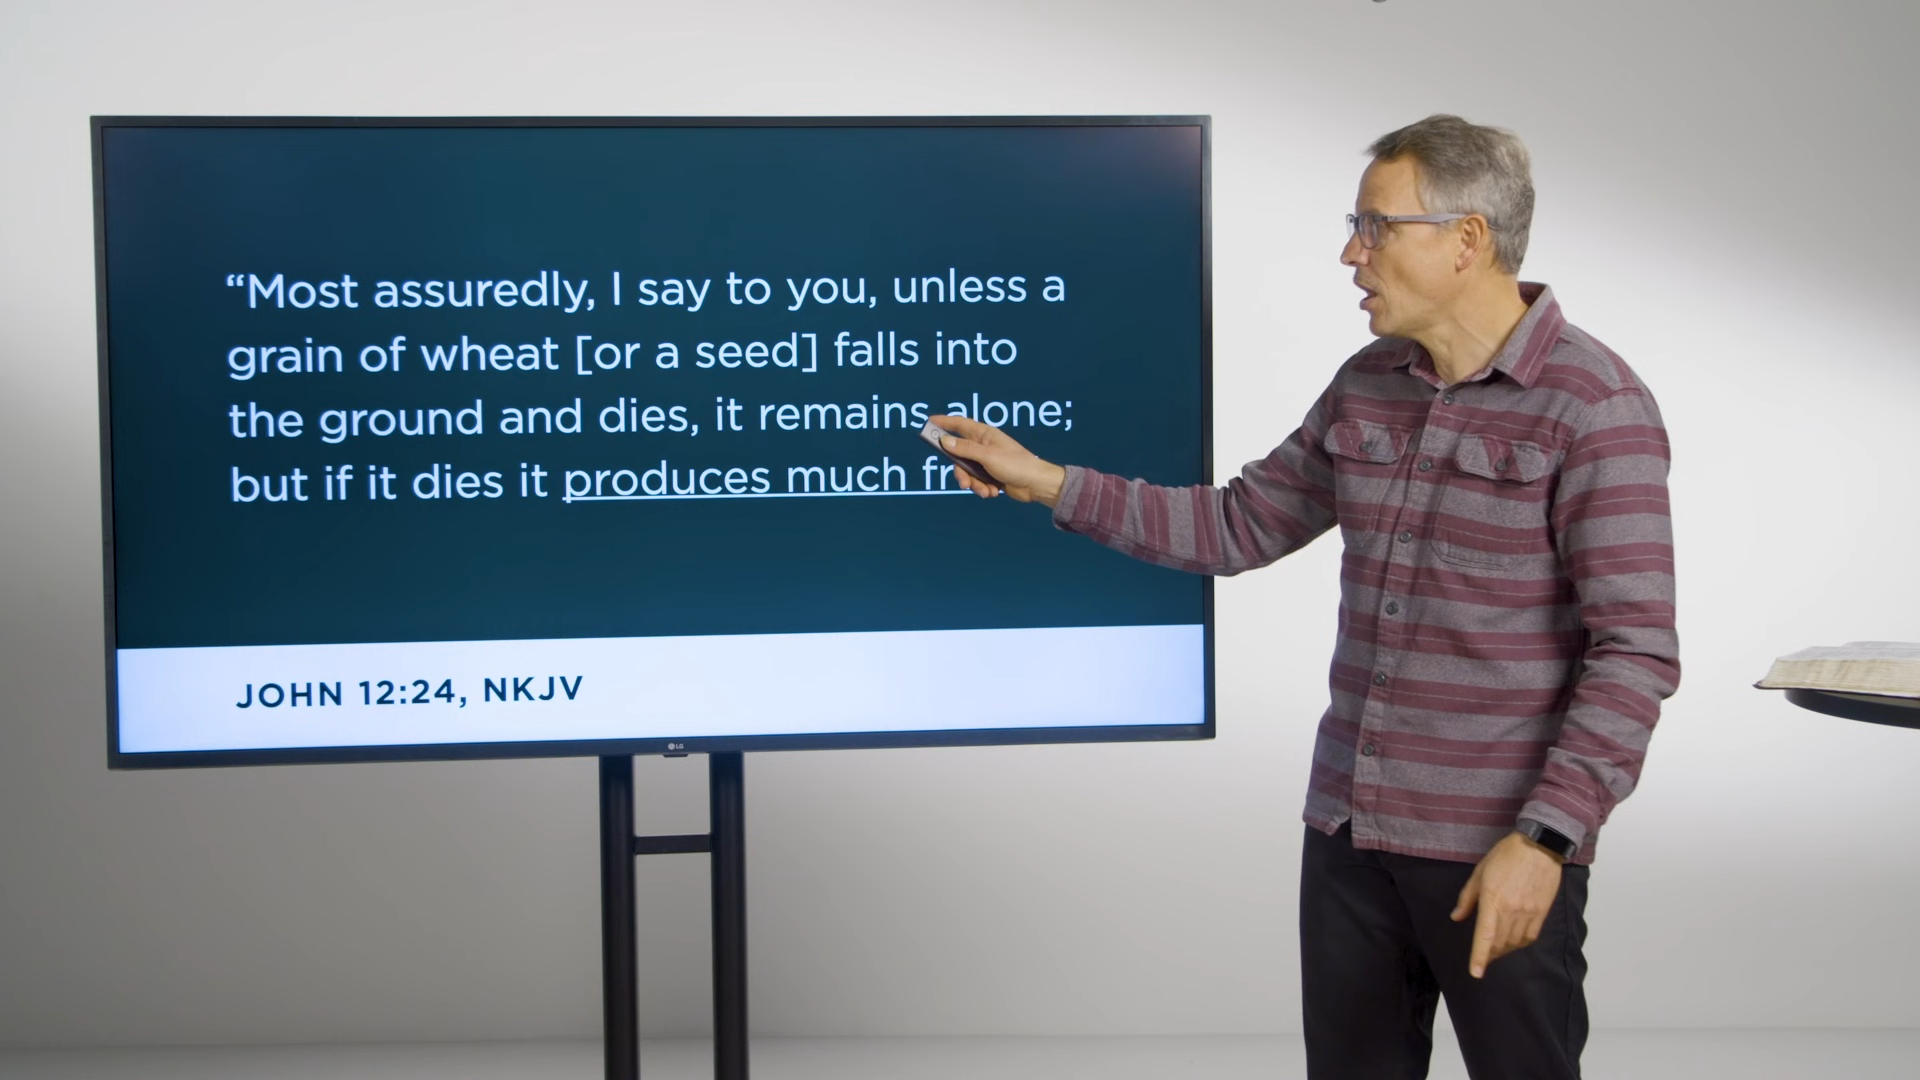 “Most assuredly, I say to you, unless a
grain of wheat [or a seed] falls into
the ground and dies, it remains alone;
but if it dies it produces much
JOHN 12:24, NKJV
LG